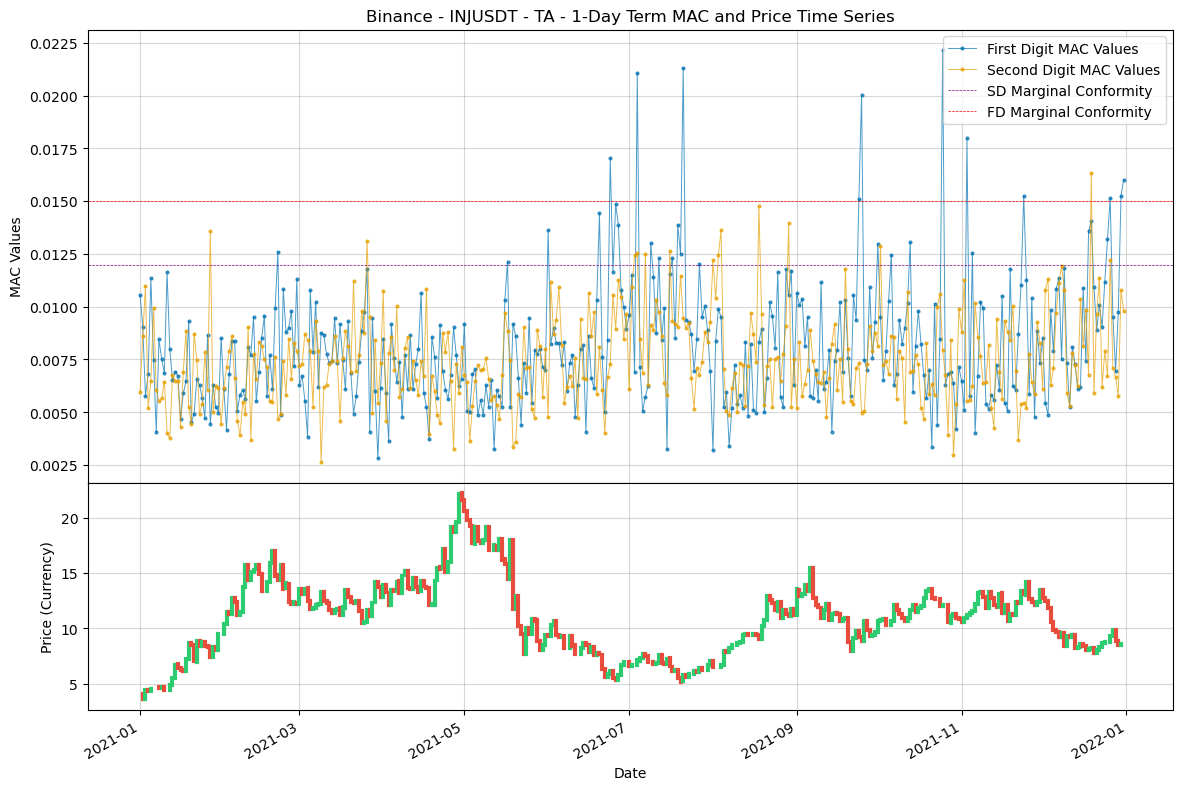 Binance - INJUSDT - TA - 1-Day Term MAC and Price Time Series
First Digit MAC Values
Second Digit MAC Values
SD Marginal Conformity
FD Marginal Conformity
MAC Values
0.0225
0.0200
0.0175
0.0150
0.0125
0.0100
0.0075
0.0050
0.0025
Price (Currency)
20
15
10
5
2021-01
2021-03
2021-05
2021-07
2021-09
2021-11
2022-01
Date